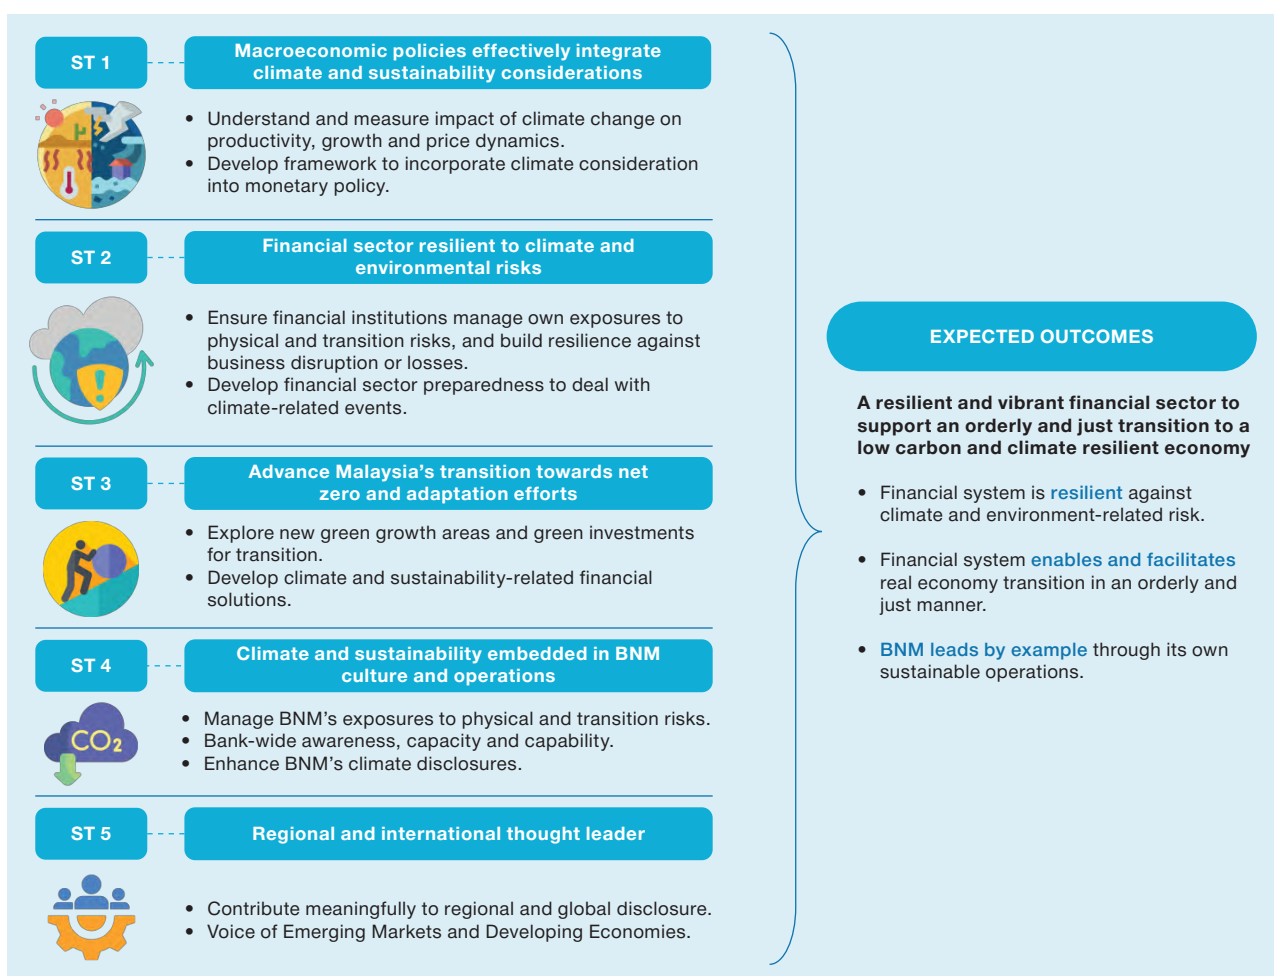 ST 1
Macroeconomic policies effectively integrate
climate and sustainability considerations
• Understand and measure impact of climate change on
productivity, growth and price dynamics.
• Develop framework to incorporate climate consideration
into monetary policy.
ST 2
Financial sector resilient to climate and
environmental risks
• Ensure financial institutions manage own exposures to
physical and transition risks, and build resilience against
business disruption or losses.
• Develop financial sector preparedness to deal with
climate-related events.
ST 3
Advance Malaysia's transition towards net
zero and adaptation efforts
• Explore new green growth areas and green investments
for transition.
• Develop climate and sustainability-related financial
solutions.
ST 4
Climate and sustainability embedded in BNM
culture and operations
CO2
• Manage BNM's exposures to physical and transition risks.
• Bank-wide awareness, capacity and capability.
• Enhance BNM's climate disclosures.
ST 5
Regional and international thought leader
• Contribute meaningfully to regional and global disclosure.
• Voice of Emerging Markets and Developing Economies.
EXPECTED OUTCOMES
A resilient and vibrant financial sector to
support an orderly and just transition to a
low carbon and climate resilient economy
• Financial system is resilient against
climate and environment-related risk.
• Financial system enables and facilitates
real economy transition in an orderly and
just manner.
• BNM leads by example through its own
sustainable operations.